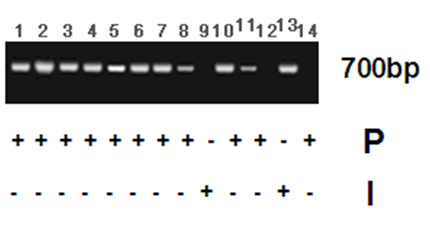 1 2 3 4 5 6 7 8 9 10 11 12 13 14
700bp
+ + + + + + + + - + + - + P
- - - - - - - - + - - + - I